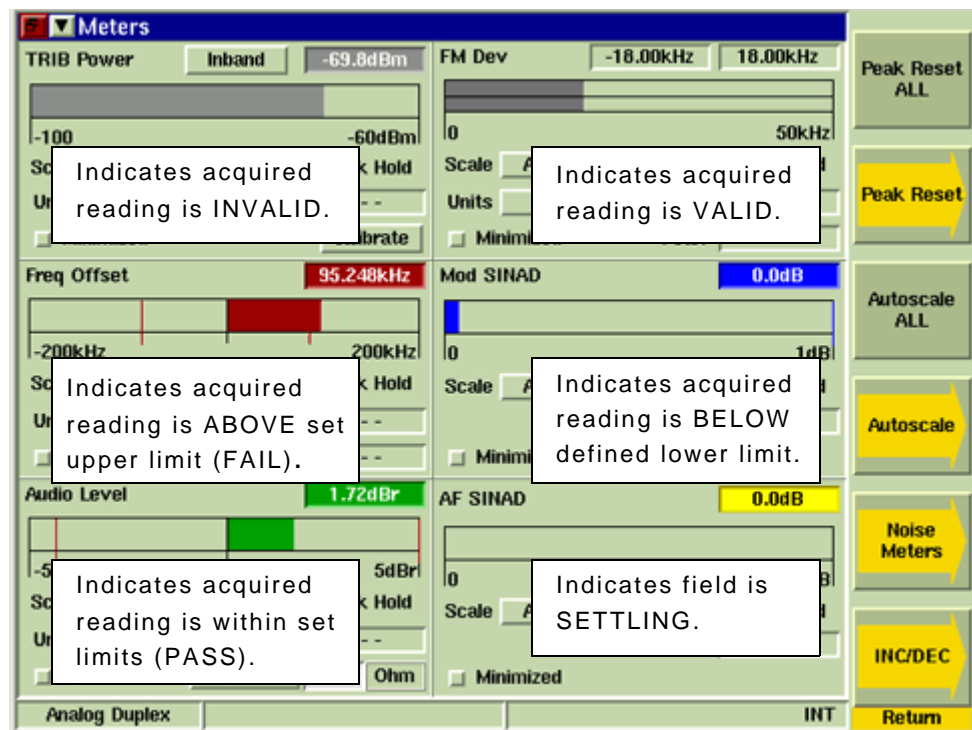 Meters
TRIB Power Inband -69.8dBm
-100 -60dBm
Indicates acquired
reading is INVALID.
Hold
- -
FM Dev -18.00kHz 18.00kHz
0 50kHz
Scale
Units
Indicates acquired
reading is VALID.
Freq Offset 95.248kHz
-200kHz 200kHz
Hold
- -
- -
Indicates acquired
reading is ABOVE set
upper limit (FAIL).
Mod SINAD 0.0dB
0 1dB
Scale
Indicates acquired
reading is BELOW
defined lower limit.
Audio Level 1.72dBr
-5 5dBr
Hold
- -
Ohm
Indicates acquired
reading is within set
limits (PASS).
AF SINAD 0.0dB
0
Scale
Indicates field is
SETTLING.
Minimized
Analog Duplex INT
Peak Reset
ALL
Peak Reset
Autoscale
ALL
Autoscale
Noise
Meters
INC/DEC
Return